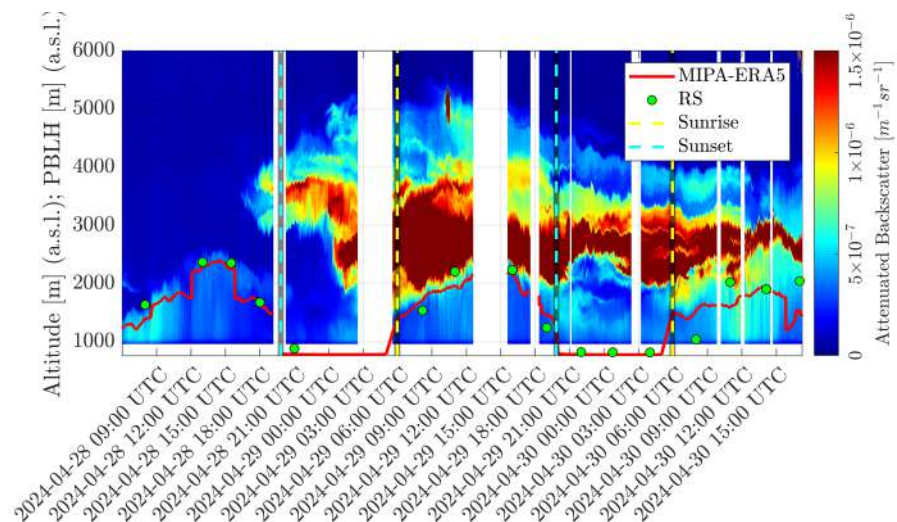 Altitude [m] (a.s.l.); PBLH [m] (a.s.l.)
6000
5000
4000
3000
2000
1000
MIPA-ERA5
RS
Sunrise
Sunset
1.5×10⁻⁶
1×10⁻⁶
5×10⁻⁷
0
Attenuated Backscatter [m⁻¹ sr⁻¹]
2024-04-28 09:00 UTC
2024-04-28 12:00 UTC
2024-04-28 15:00 UTC
2024-04-28 18:00 UTC
2024-04-28 21:00 UTC
2024-04-29 00:00 UTC
2024-04-29 03:00 UTC
2024-04-29 06:00 UTC
2024-04-29 09:00 UTC
2024-04-29 12:00 UTC
2024-04-29 15:00 UTC
2024-04-29 18:00 UTC
2024-04-29 21:00 UTC
2024-04-30 00:00 UTC
2024-04-30 03:00 UTC
2024-04-30 06:00 UTC
2024-04-30 09:00 UTC
2024-04-30 12:00 UTC
2024-04-30 15:00 UTC